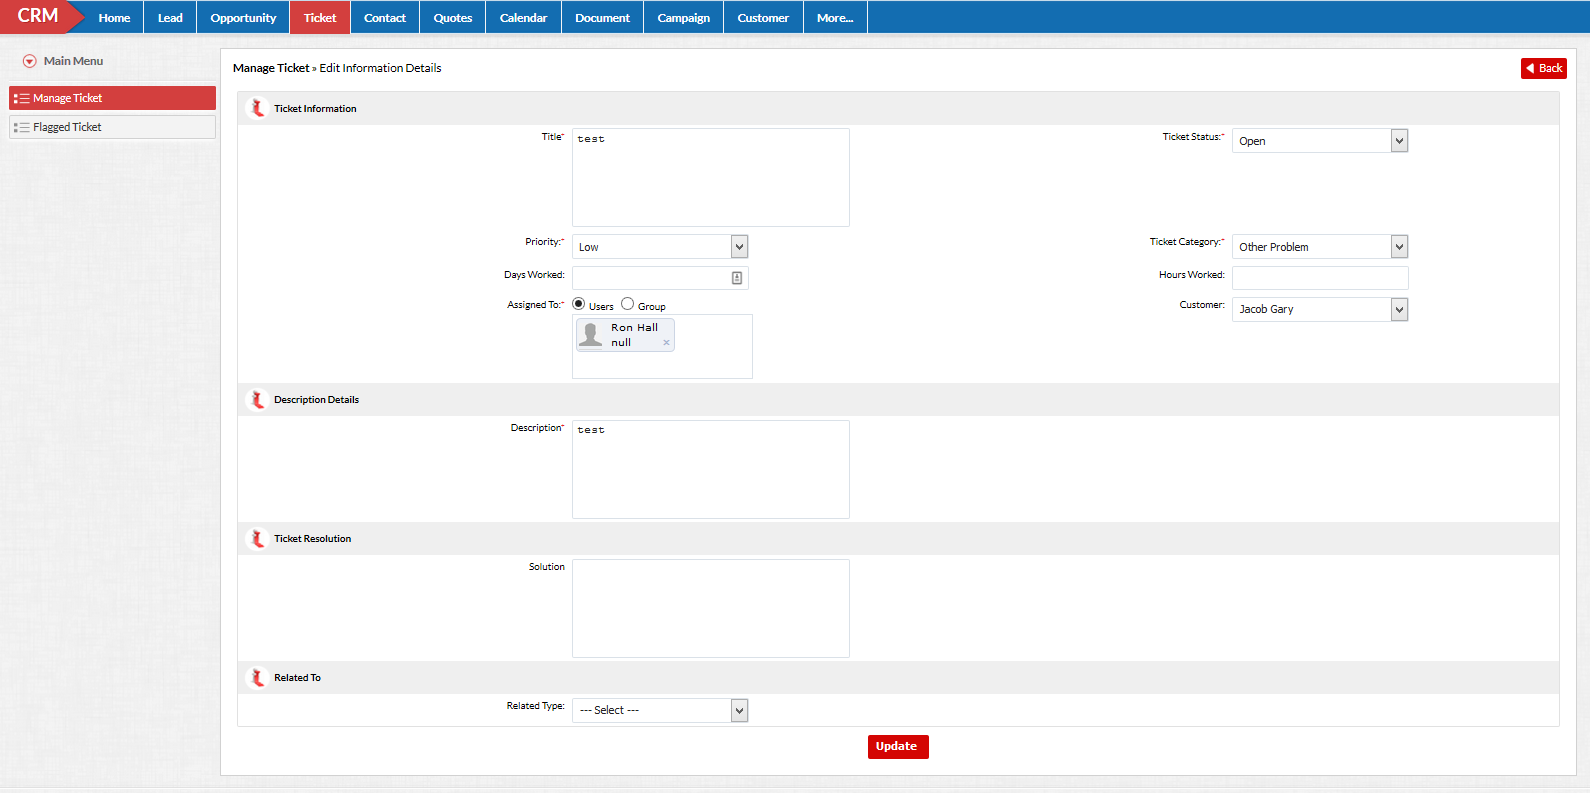 CRM Home Lead Opportunity Ticket Contact Quotes Calendar Document Campaign Customer More...
Main Menu
Manage Ticket
Flagged Ticket
Manage Ticket » Edit Information Details
Back
Ticket Information
Title* test
Ticket Status:* Open
Priority:* Low
Ticket Category:* Other Problem
Days Worked:
Hours Worked:
Assigned To:* Users Group
Customer: Jacob Gary
Ron Hall
null
Description Details
Description* test
Ticket Resolution
Solution
Related To
Related Type: --- Select ---
Update